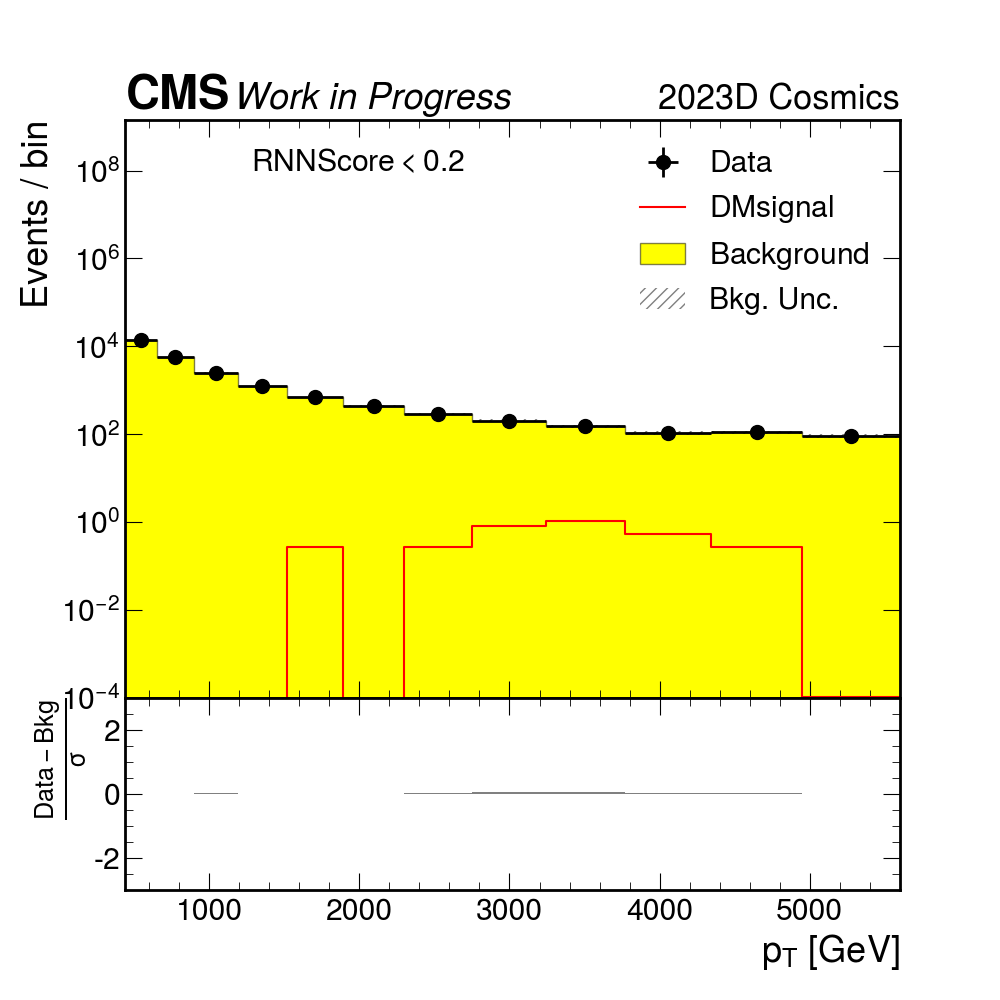 CMS Work in Progress 2023D Cosmics
Events / bin
RNNScore < 0.2
Data
DMsignal
Background
Bkg. Unc.
10⁸
10⁶
10⁴
10²
10⁰
10⁻²
10⁻⁴
Data – Bkg
σ
2
0
-2
1000 2000 3000 4000 5000
p_T [GeV]